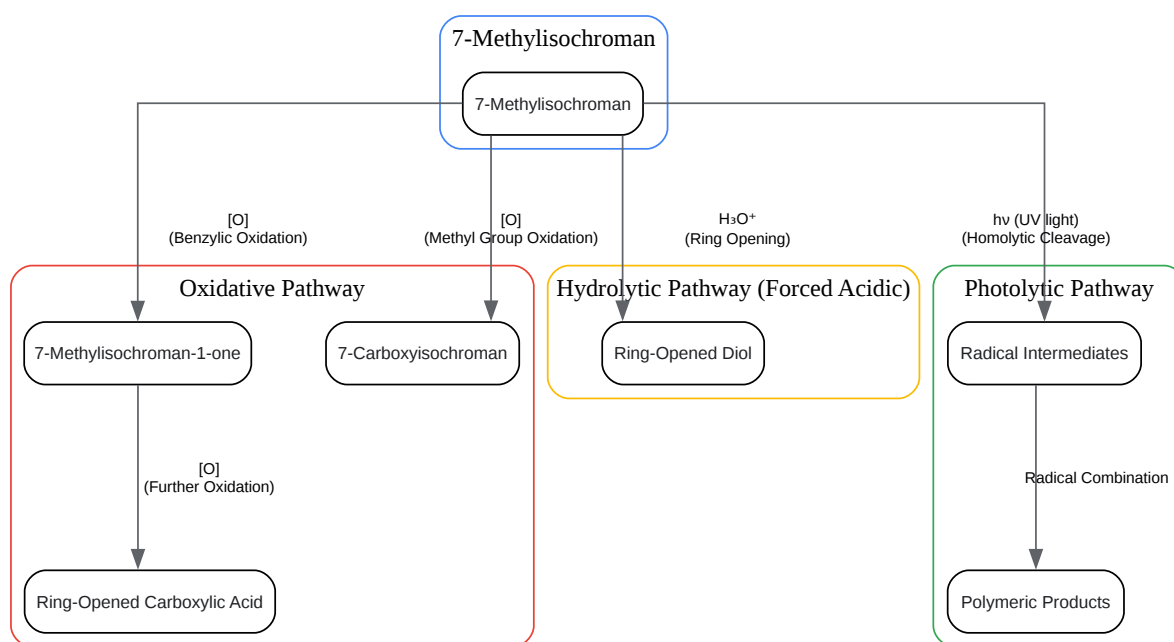 7-Methylisochroman
7-Methylisochroman
[O]
(Benzylic Oxidation)
[O]
(Methyl Group Oxidation)
H₃O⁺
(Ring Opening)
hν (UV light)
(Homolytic Cleavage)
Oxidative Pathway
Hydrolytic Pathway (Forced Acidic)
Photolytic Pathway
7-Methylisochroman-1-one
7-Carboxyisochroman
Ring-Opened Diol
Radical Intermediates
[O]
(Further Oxidation)
Radical Combination
Ring-Opened Carboxylic Acid
Polymeric Products